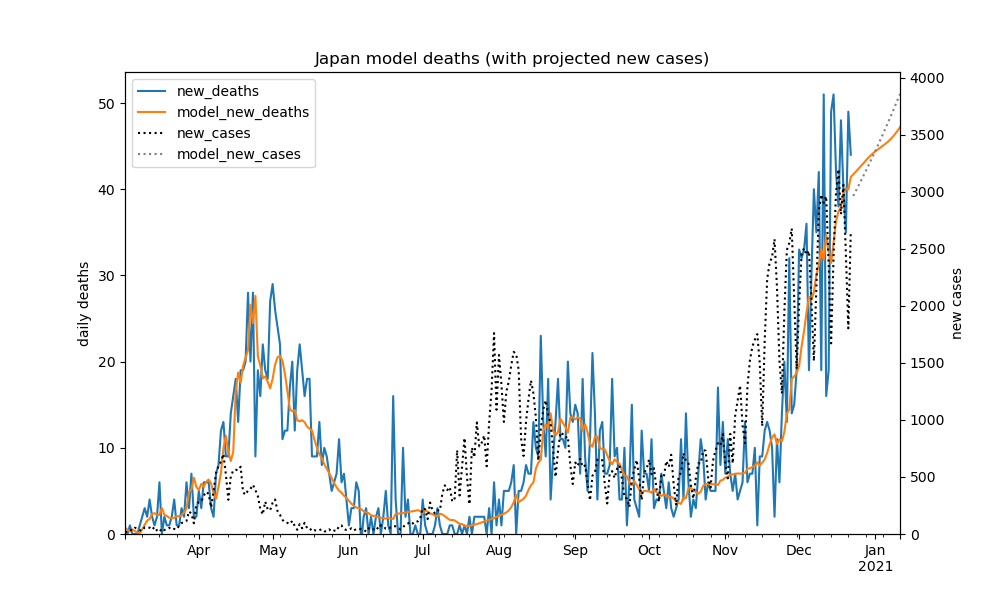 Japan model deaths (with projected new cases)
new_deaths
model_new_deaths
new_cases
model_new_cases
daily deaths
new cases
50
40
30
20
10
0
4000
3500
3000
2500
2000
1500
1000
500
0
Apr
May
Jun
Jul
Aug
Sep
Oct
Nov
Dec
Jan
2021